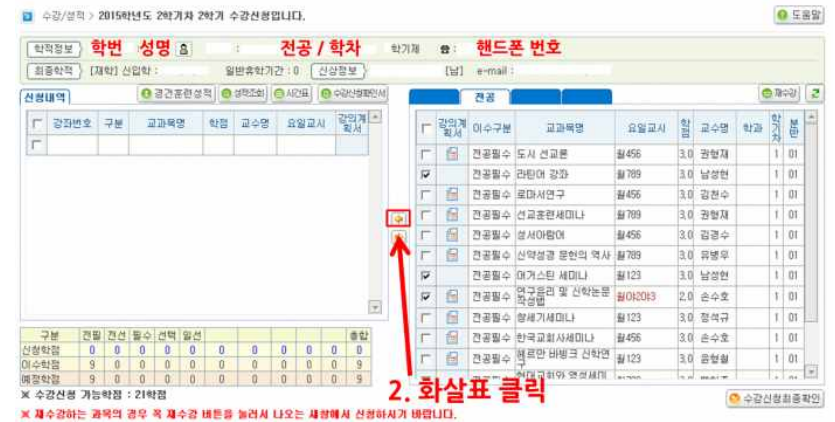 수강/성적 > 2015학년도 2학기차 2학기 수강신청입니다.
도움말
학적정보 학번 : 성명 : 전공 / 학차 학기제 ☎ : 핸드폰 번호
최종학적 [재학] 신입학 : 일반휴학기간 : 0 신상정보 [남] e-mail :
신청내역 경건훈련성적 성적조회 시간표 수강신청확인서
강좌번호 구분 교과목명 학점 교수명 요일교시 강의계획서
전공 재수강
강의계획서 이수구분 교과목명 요일교시 학점 교수명 학과 학기차 분반
전공필수 도시 선교론 월456 3,0 권형재 1 01
전공필수 라틴어 강좌 월789 3,0 남성현 1 01
전공필수 로마서연구 월456 3,0 김천수 1 01
전공필수 선교훈련세미나 월789 3,0 권형재 1 01
전공필수 성서아람어 월456 3,0 김경수 1 01
전공필수 신약성경 문헌의 역사 월789 3,0 유병우 1 01
전공필수 어거스틴 세미나 월123 3,0 남성현 1 01
전공필수 연구윤리 및 신학논문작성법 월야20야3 2,0 손수호 1 01
전공필수 창세기세미나 월123 3,0 정석규 1 01
전공필수 한국교회사세미나 월456 3,0 손수호 1 01
전공필수 헤르만 바빙크 신학연구 월123 3,0 윤형철 1 01
구분 전필 전선 필수 선택 일선 총합
신청학점 0 0 0 0 0 0 0 0 0 0
이수학점 9 0 0 0 0 0 0 0 0 9
예정학점 9 0 0 0 0 0 0 0 0 9
2. 화살표 클릭
※ 수강신청 가능학점 : 21학점
수강신청최종확인
※ 재수강하는 과목의 경우 꼭 재수강 버튼을 눌러서 나오는 새창에서 신청하시기 바랍니다.